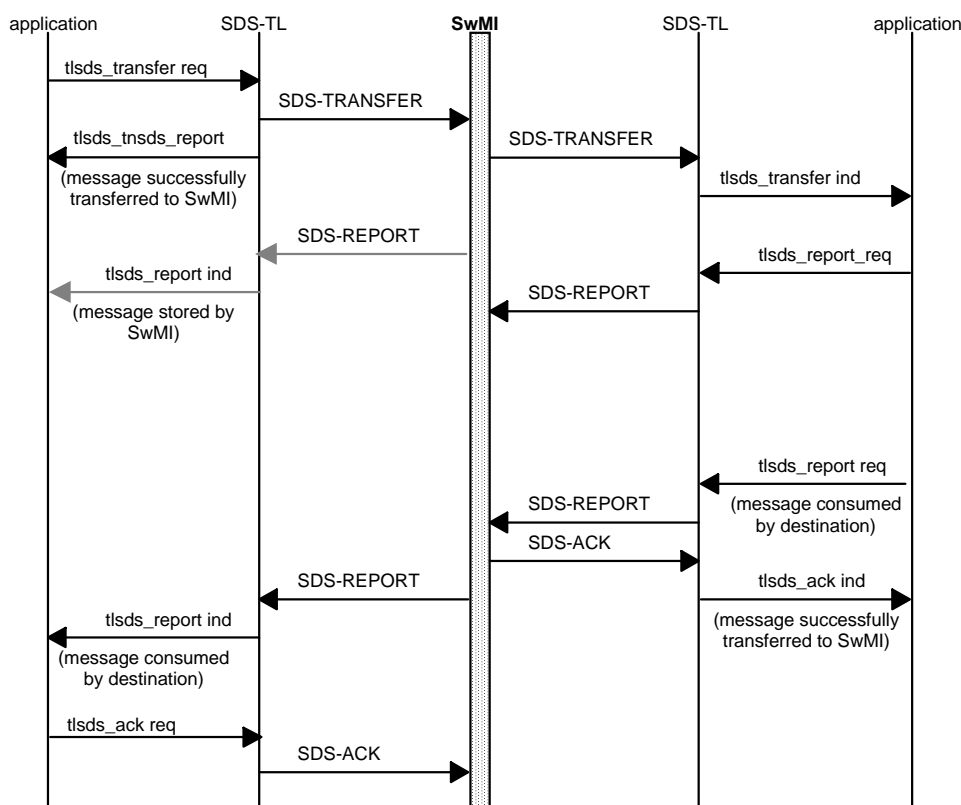 application
SDS-TL
SwMI
SDS-TL
application
tlsds_transfer req
SDS-TRANSFER
tlsds_tnsds_report
SDS-TRANSFER
(message successfully
transferred to SwMI)
tlsds_transfer ind
SDS-REPORT
tlsds_report_req
tlsds_report ind
SDS-REPORT
(message stored by
SwMI)
tlsds_report req
SDS-REPORT
(message consumed
by destination)
SDS-ACK
SDS-REPORT
tlsds_ack ind
tlsds_report ind
(message successfully
transferred to SwMI)
(message consumed
by destination)
tlsds_ack req
SDS-ACK